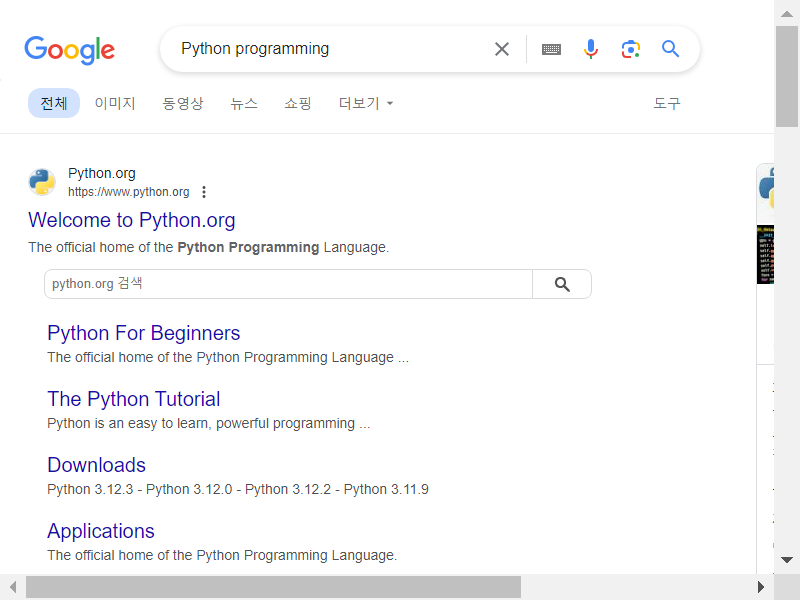 Google
Python programming
전체 이미지 동영상 뉴스 쇼핑 더보기 도구
Python.org
https://www.python.org
Welcome to Python.org
The official home of the Python Programming Language.
python.org 검색
Python For Beginners
The official home of the Python Programming Language ...
The Python Tutorial
Python is an easy to learn, powerful programming ...
Downloads
Python 3.12.3 - Python 3.12.0 - Python 3.12.2 - Python 3.11.9
Applications
The official home of the Python Programming Language.